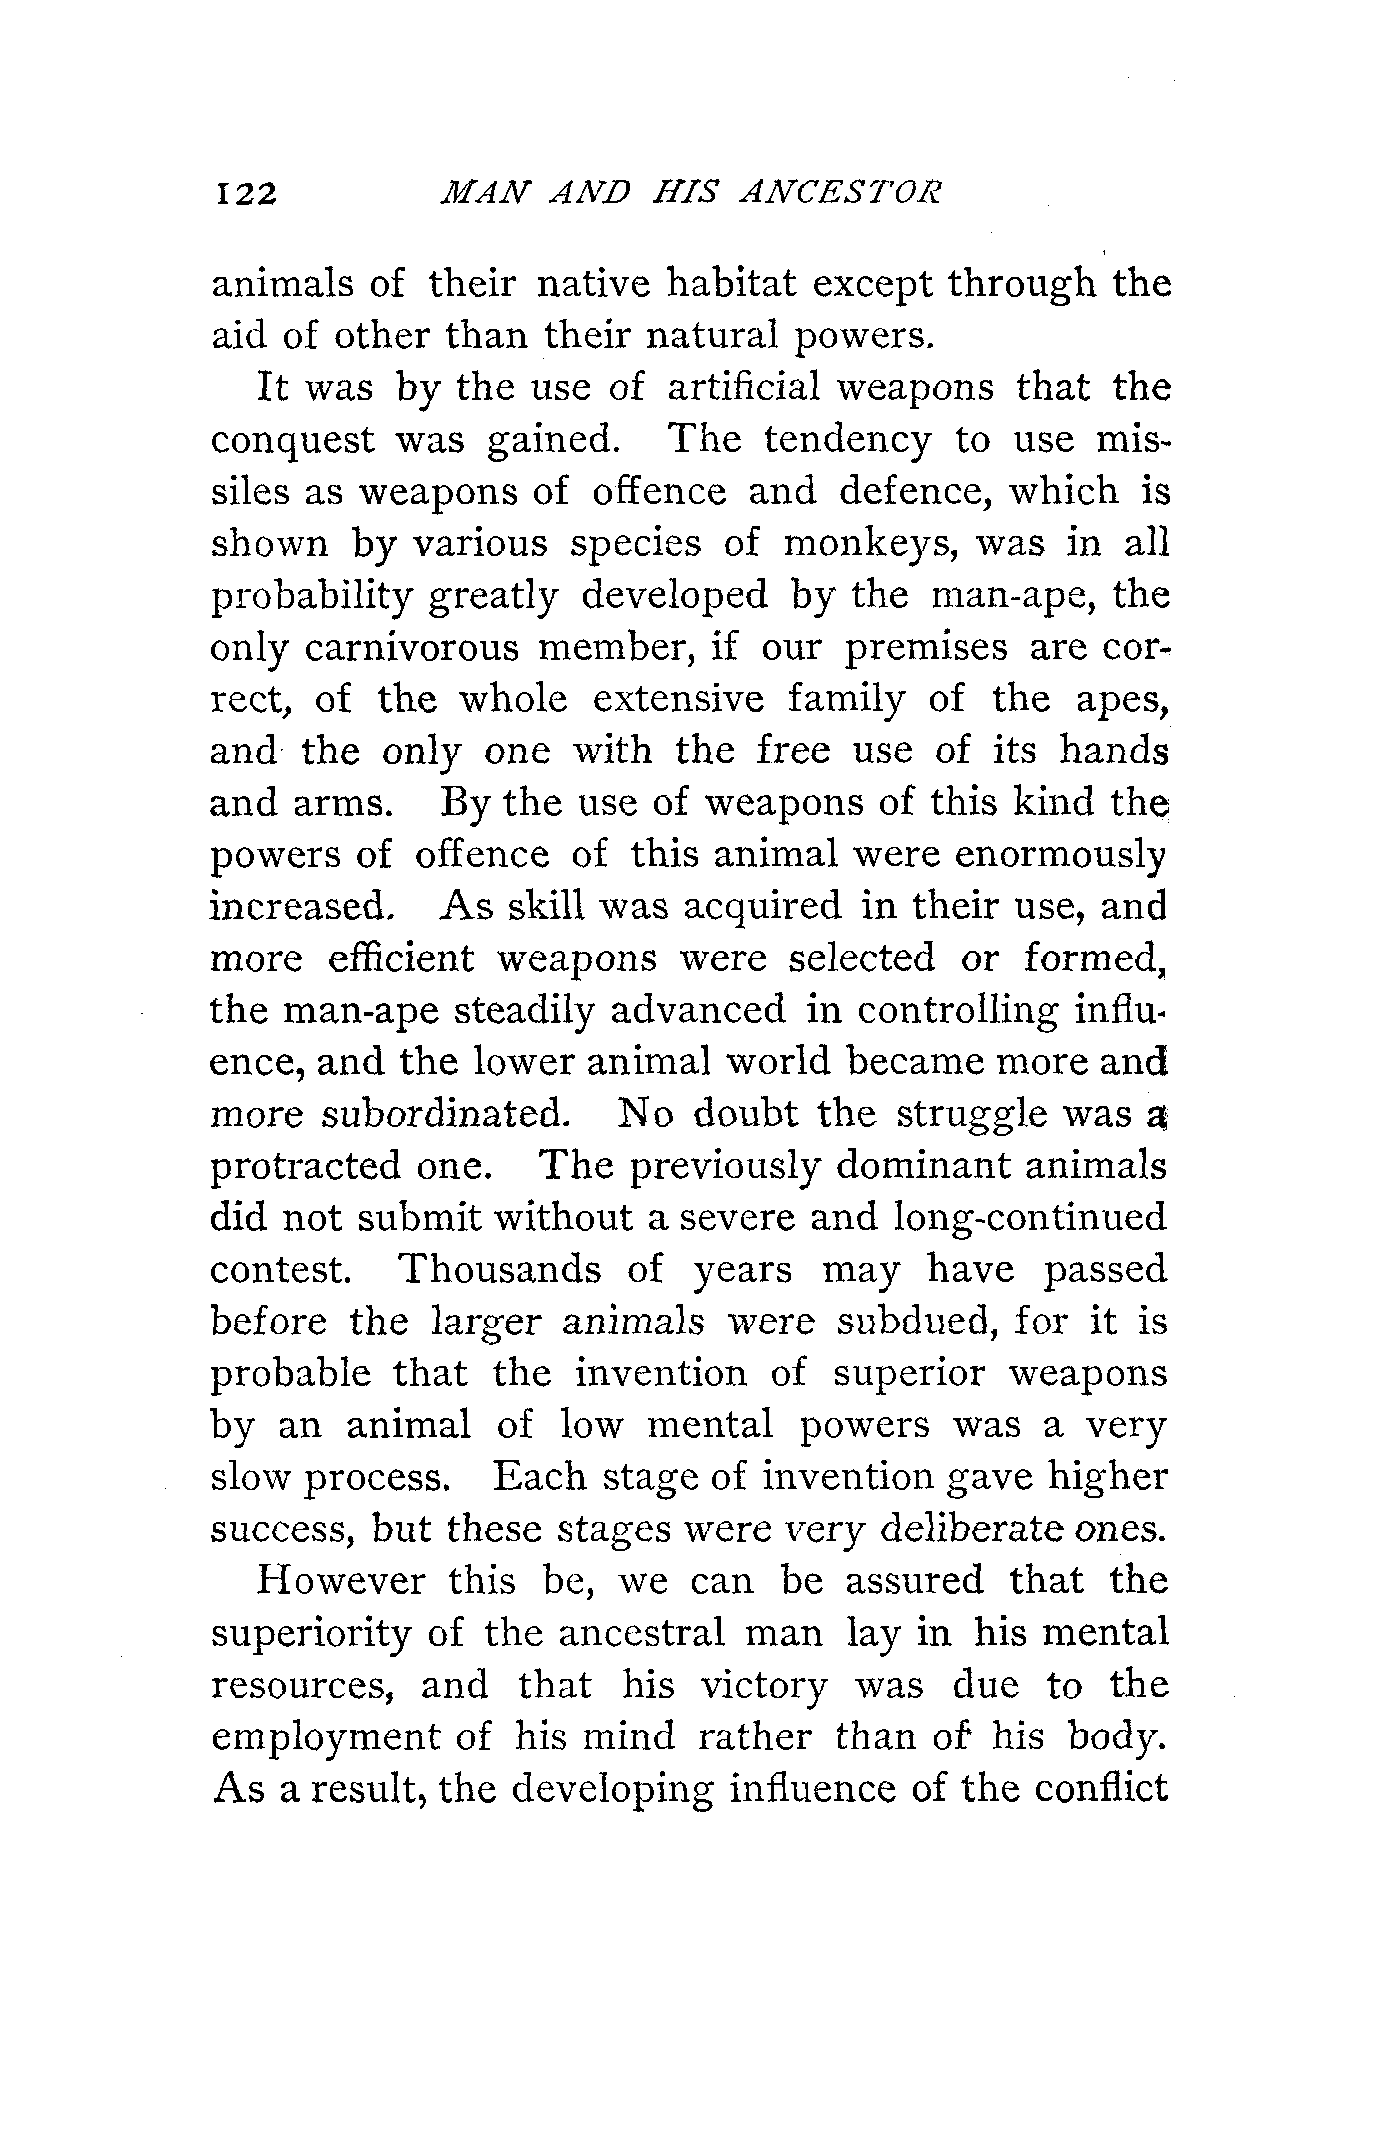 122 MAN AND HIS ANCESTOR
animals of their native habitat except through the
aid of other than their natural powers.
It was by the use of artificial weapons that the
conquest was gained. The tendency to use mis-
siles as weapons of offence and defence, which is
shown by various species of monkeys, was in all
probability greatly developed by the man-ape, the
only carnivorous member, if our premises are cor-
rect, of the whole extensive family of the apes,
and the only one with the free use of its hands
and arms. By the use of weapons of this kind the
powers of offence of this animal were enormously
increased. As skill was acquired in their use, and
more efficient weapons were selected or formed,
the man-ape steadily advanced in controlling influ-
ence, and the lower animal world became more and
more subordinated. No doubt the struggle was a
protracted one. The previously dominant animals
did not submit without a severe and long-continued
contest. Thousands of years may have passed
before the larger animals were subdued, for it is
probable that the invention of superior weapons
by an animal of low mental powers was a very
slow process. Each stage of invention gave higher
success, but these stages were very deliberate ones.
However this be, we can be assured that the
superiority of the ancestral man lay in his mental
resources, and that his victory was due to the
employment of his mind rather than of his body.
As a result, the developing influence of the conflict